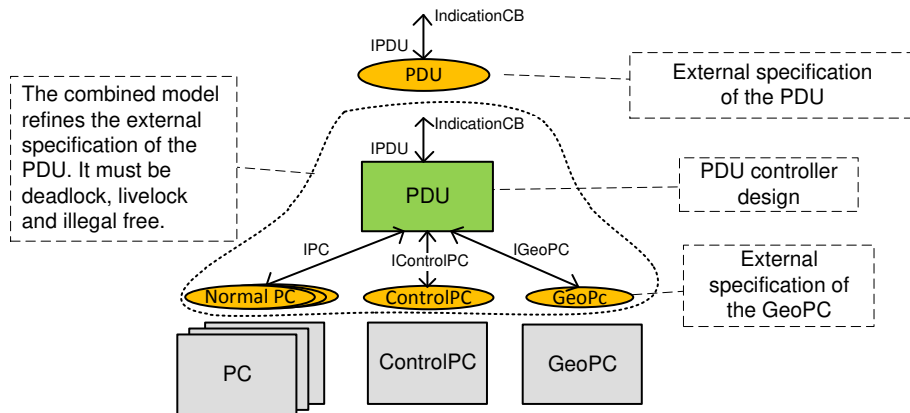 IndicationCB
IPDU
PDU
External specification
of the PDU
The combined model
refines the external
specification of the
PDU. It must be
deadlock, livelock
and illegal free.
IndicationCB
IPDU
PDU
PDU controller
design
IPC
IControlPC
IGeoPC
Normal PC
ControlPC
GeoPc
External
specification of
the GeoPC
PC
ControlPC
GeoPC